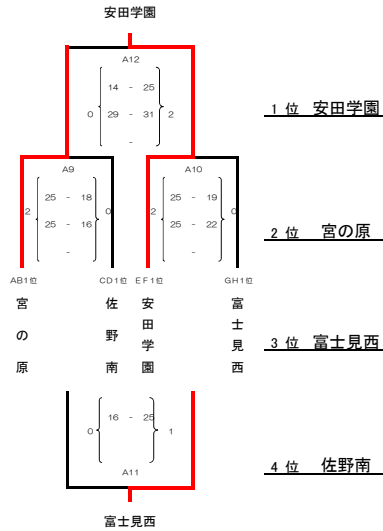 安田学園
A12
14 - 25
0 29 - 31 2
-
1 位 安田学園
A9 A10
25 - 18 25 - 19
2 25 - 16 0 2 25 - 22 0
- -
2 位 宮の原
AB1位 CD1位 EF1位 GH1位
宮の原 佐野南 安田学園 富士見西
3 位 富士見西
16 - 25
0 1
A11
4 位 佐野南
富士見西